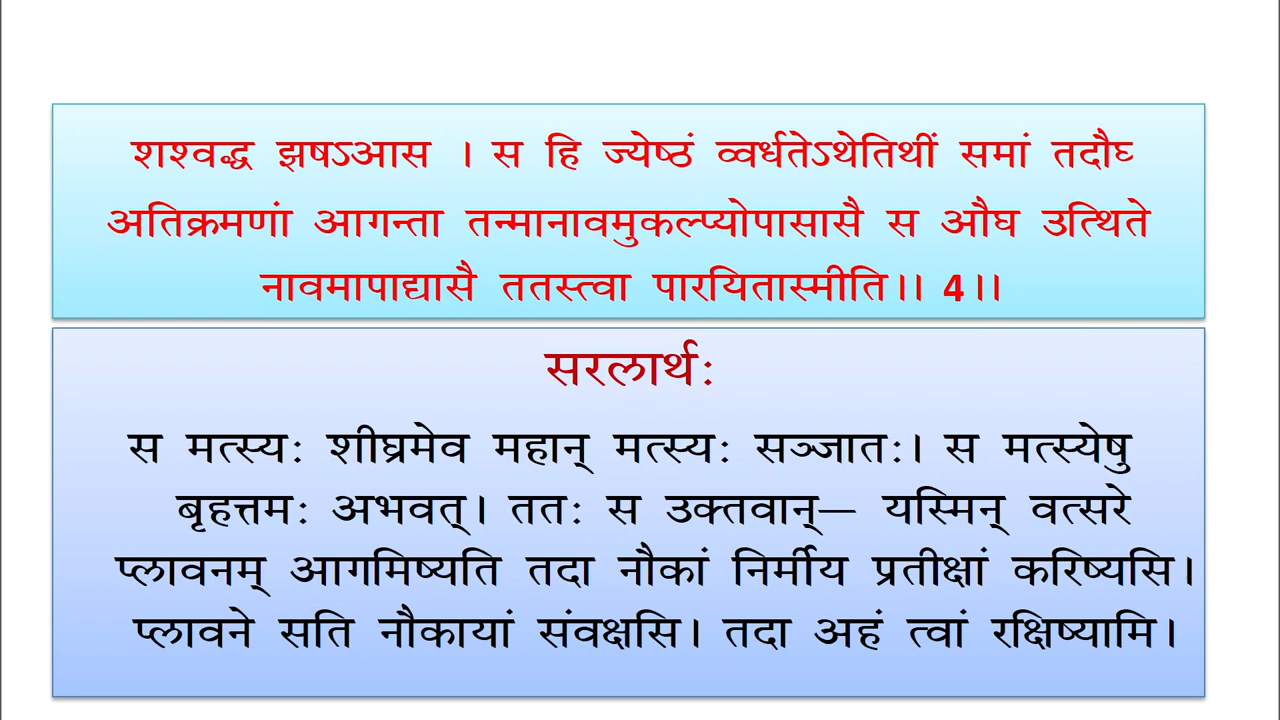 शश्वद्ध झषऽआस । स हि ज्येष्ठं व्वर्धतेऽथेतिथीं समां तदौघ
अतिक्रमणां आगन्ता तन्मानावमुकल्प्योपासासै स औघ उत्थिते
नावमापाद्यासै ततस्त्वा पारयितास्मीति।। 4।।
सरलार्थः
स मत्स्यः शीघ्रमेव महान् मत्स्यः सञ्जातः। स मत्स्येषु
बृहत्तमः अभवत्। ततः स उक्तवान्– यस्मिन् वत्सरे
प्लावनम् आगमिष्यति तदा नौकां निर्मीय प्रतीक्षां करिष्यसि।
प्लावने सति नौकायां संवक्षसि। तदा अहं त्वां रक्षिष्यामि।